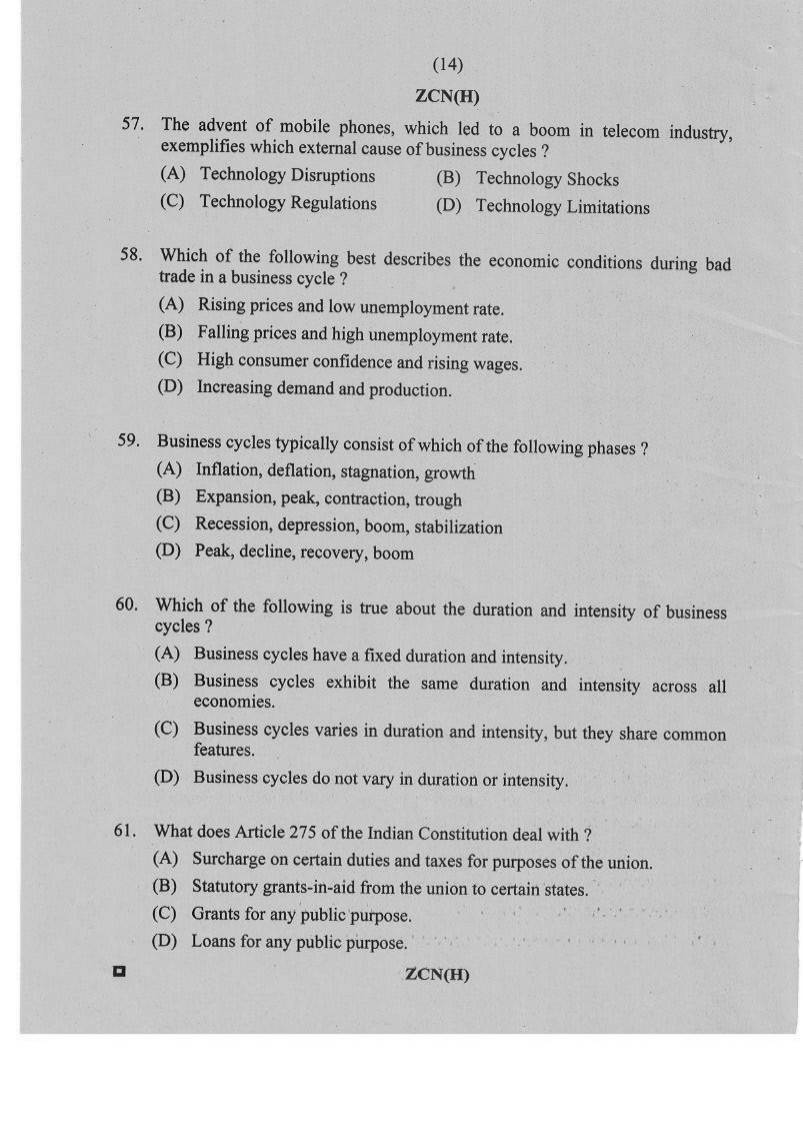 (14)
ZCN(H)
57. The advent of mobile phones, which led to a boom in telecom industry,
exemplifies which external cause of business cycles ?
(A) Technology Disruptions (B) Technology Shocks
(C) Technology Regulations (D) Technology Limitations
58. Which of the following best describes the economic conditions during bad
trade in a business cycle ?
(A) Rising prices and low unemployment rate.
(B) Falling prices and high unemployment rate.
(C) High consumer confidence and rising wages.
(D) Increasing demand and production.
59. Business cycles typically consist of which of the following phases ?
(A) Inflation, deflation, stagnation, growth
(B) Expansion, peak, contraction, trough
(C) Recession, depression, boom, stabilization
(D) Peak, decline, recovery, boom
60. Which of the following is true about the duration and intensity of business
cycles ?
(A) Business cycles have a fixed duration and intensity.
(B) Business cycles exhibit the same duration and intensity across all
economies.
(C) Business cycles varies in duration and intensity, but they share common
features.
(D) Business cycles do not vary in duration or intensity.
61. What does Article 275 of the Indian Constitution deal with ?
(A) Surcharge on certain duties and taxes for purposes of the union.
(B) Statutory grants-in-aid from the union to certain states.
(C) Grants for any public purpose.
(D) Loans for any public purpose.
ZCN(H)